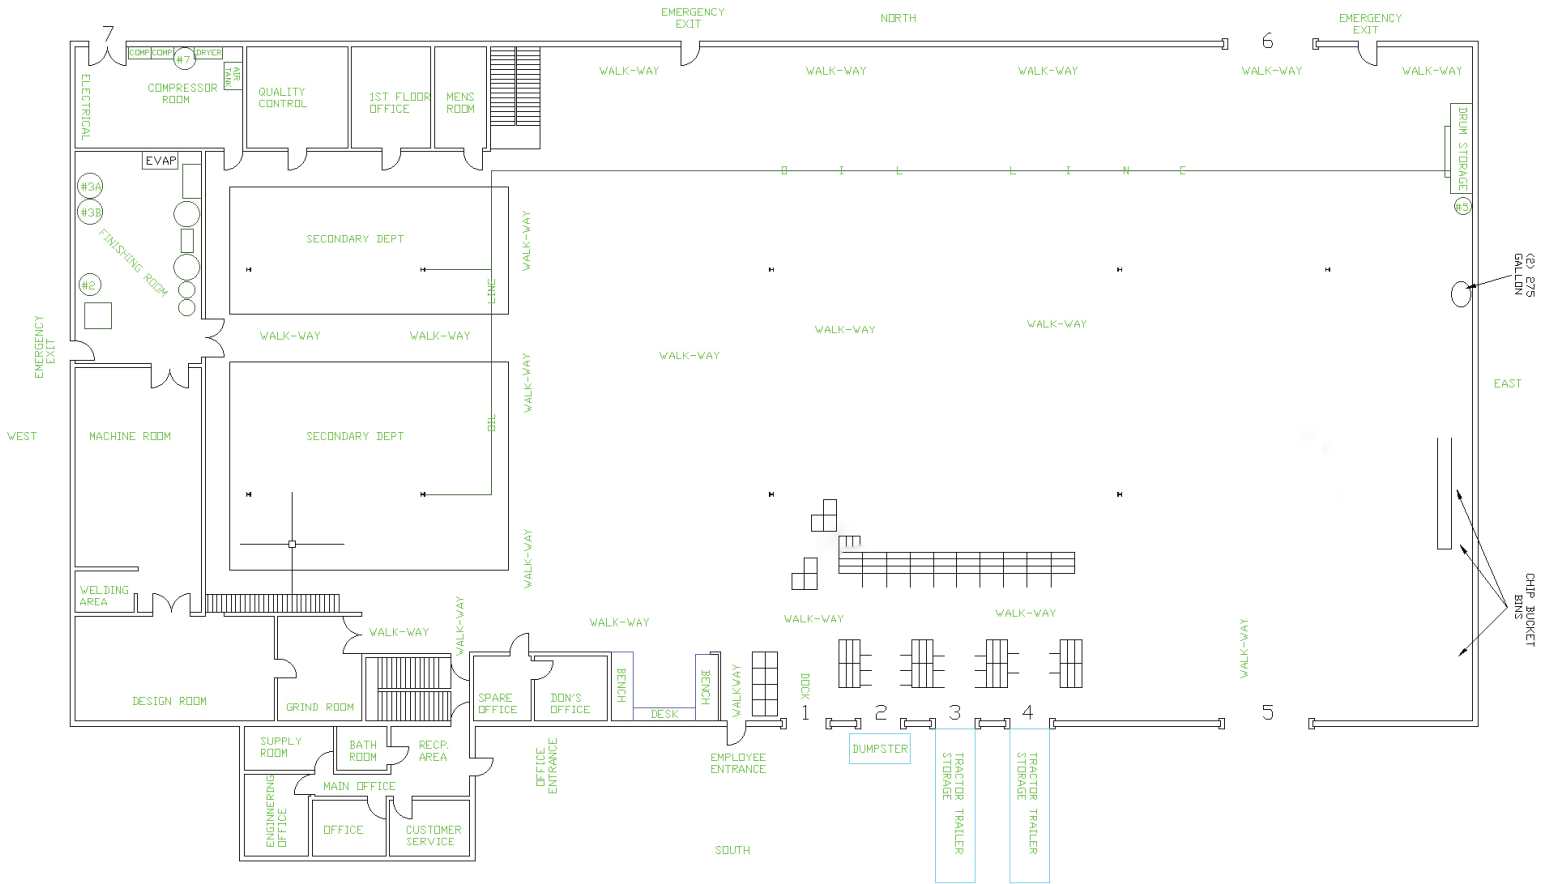 EMERGENCY
EXIT
NORTH
EMERGENCY
EXIT
7
6
COMP
COMP
DRYER
#7
AIR
TANK
ELECTRICAL
COMPRESSOR
ROOM
QUALITY
CONTROL
1ST FLOOR
OFFICE
MENS
ROOM
WALK-WAY
WALK-WAY
WALK-WAY
WALK-WAY
WALK-WAY
DRUM STORAGE
EVAP
OIL LINE
#3A
#3B
#5
FINISHING ROOM
#2
SECONDARY DEPT
WALK-WAY
LINE
(2) 275
GALLON
WALK-WAY
WALK-WAY
WALK-WAY
WALK-WAY
WALK-WAY
EMERGENCY
EXIT
WALK-WAY
EAST
WEST
MACHINE ROOM
SECONDARY DEPT
OIL
WALK-WAY
WELDING
AREA
CHIP BUCKET
BINS
WALK-WAY
WALK-WAY
WALK-WAY
WALK-WAY
WALK-WAY
WALK-WAY
DESIGN ROOM
GRIND ROOM
SPARE
OFFICE
DON'S
OFFICE
BENCH
DESK
BENCH
WALKWAY
DOCK
1
2
3
4
5
SUPPLY
ROOM
BATH
ROOM
RECP.
AREA
OFFICE
ENTRANCE
EMPLOYEE
ENTRANCE
DUMPSTER
TRACTOR TRAILER
STORAGE
TRACTOR TRAILER
STORAGE
MAIN OFFICE
ENGINNERING
OFFICE
OFFICE
CUSTOMER
SERVICE
SOUTH